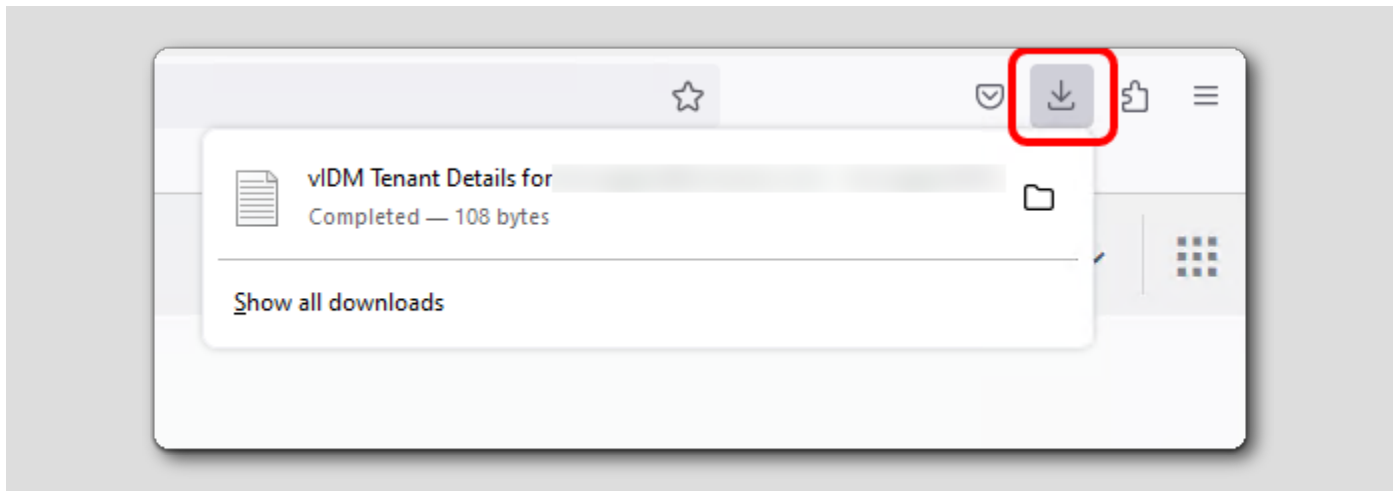 vIDM Tenant Details for
Completed — 108 bytes
Show all downloads